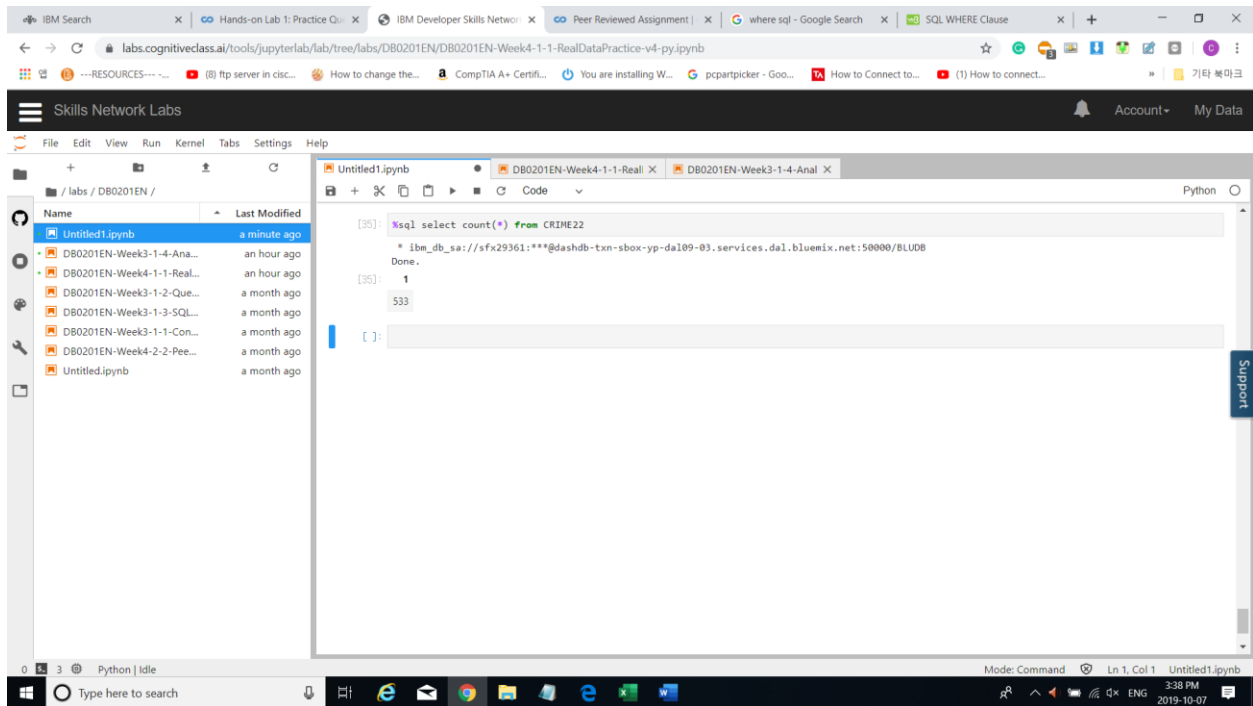 IBM Search
Hands-on Lab 1: Practice Qu
IBM Developer Skills Networ
Peer Reviewed Assignment |
where sql - Google Search
SQL WHERE Clause
labs.cognitiveclass.ai/tools/jupyterlab/lab/tree/labs/DB0201EN/DB0201EN-Week4-1-1-RealDataPractice-v4-py.ipynb
앱
---RESOURCES--- -...
(8) ftp server in cisc...
How to change the...
CompTIA A+ Certifi...
You are installing W...
pcpartpicker - Goo...
How to Connect to...
(1) How to connect...
»
기타 북마크
Skills Network Labs
Account
My Data
File Edit View Run Kernel Tabs Settings Help
Untitled1.ipynb
DB0201EN-Week4-1-1-Reall
DB0201EN-Week3-1-4-Anal
/ labs / DB0201EN /
Code
Python
Name Last Modified
Untitled1.ipynb a minute ago
DB0201EN-Week3-1-4-Ana... an hour ago
DB0201EN-Week4-1-1-Real... an hour ago
DB0201EN-Week3-1-2-Que... a month ago
DB0201EN-Week3-1-3-SQL... a month ago
DB0201EN-Week3-1-1-Con... a month ago
DB0201EN-Week4-2-2-Pee... a month ago
Untitled.ipynb a month ago
[35]: %sql select count(*) from CRIME22
* ibm_db_sa://sfx29361:***@dashdb-txn-sbox-yp-dal09-03.services.dal.bluemix.net:50000/BLUDB
Done.
[35]: 1
533
[ ]:
Support
0 3 Python | Idle
Mode: Command Ln 1, Col 1 Untitled1.ipynb
Type here to search
ENG
3:38 PM
2019-10-07